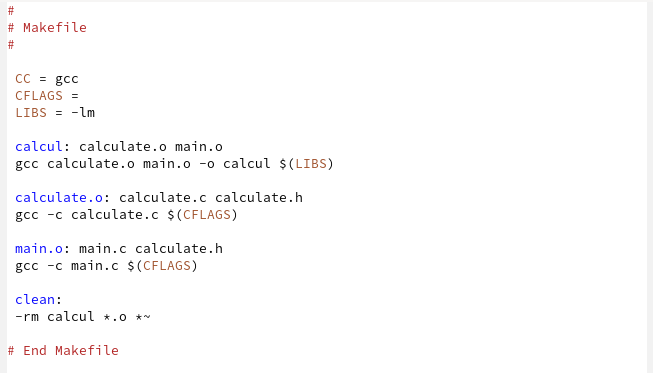 #
# Makefile
#
CC = gcc
CFLAGS =
LIBS = -lm
calcul: calculate.o main.o
gcc calculate.o main.o -o calcul $(LIBS)
calculate.o: calculate.c calculate.h
gcc -c calculate.c $(CFLAGS)
main.o: main.c calculate.h
gcc -c main.c $(CFLAGS)
clean:
-rm calcul *.o *~
# End Makefile